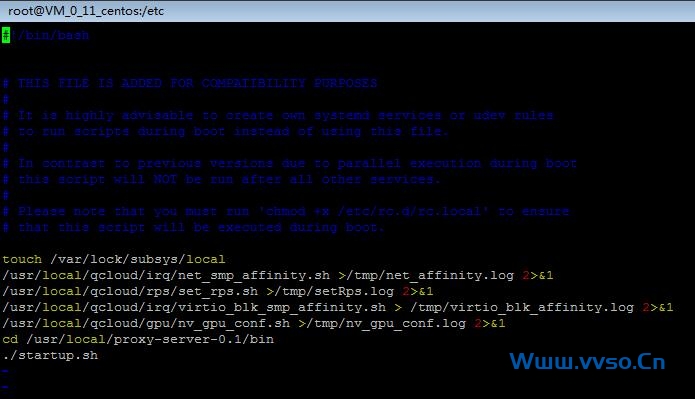 root@VM_0_11_centos:/etc
#!/bin/bash
# THIS FILE IS ADDED FOR COMPATIBILITY PURPOSES
#
# It is highly advisable to create own systemd services or udev rules
# to run scripts during boot instead of using this file.
#
# In contrast to previous versions due to parallel execution during boot
# this script will NOT be run after all other services.
#
# Please note that you must run 'chmod +x /etc/rc.d/rc.local' to ensure
# that this script will be executed during boot.
touch /var/lock/subsys/local
/usr/local/qcloud/irq/net_smp_affinity.sh >/tmp/net_affinity.log 2>&1
/usr/local/qcloud/rps/set_rps.sh >/tmp/setRps.log 2>&1
/usr/local/qcloud/irq/virtio_blk_smp_affinity.sh > /tmp/virtio_blk_affinity.log 2>&1
/usr/local/qcloud/gpu/nv_gpu_conf.sh >/tmp/nv_gpu_conf.log 2>&1
cd /usr/local/proxy-server-0.1/bin
./startup.sh
~
~
Www.vvso.Cn